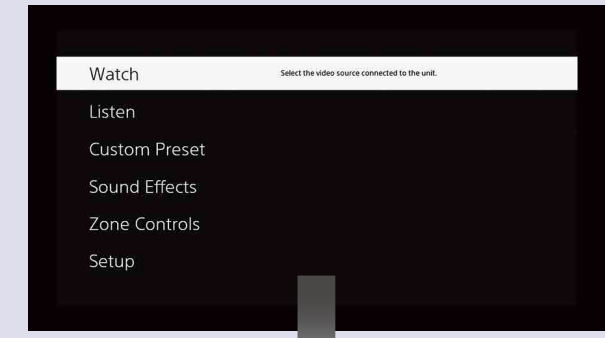 Watch
Select the video source connected to the unit.
Listen
Custom Preset
Sound Effects
Zone Controls
Setup